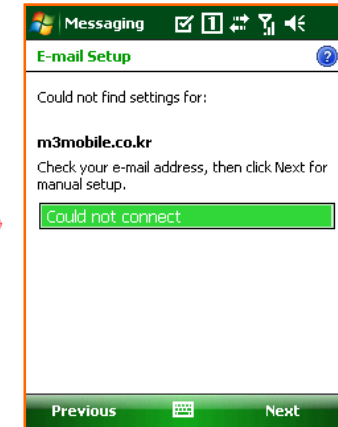 Messaging 1
E-mail Setup ?
Could not find settings for:
m3mobile.co.kr
Check your e-mail address, then click Next for
manual setup.
Could not connect
Previous Next